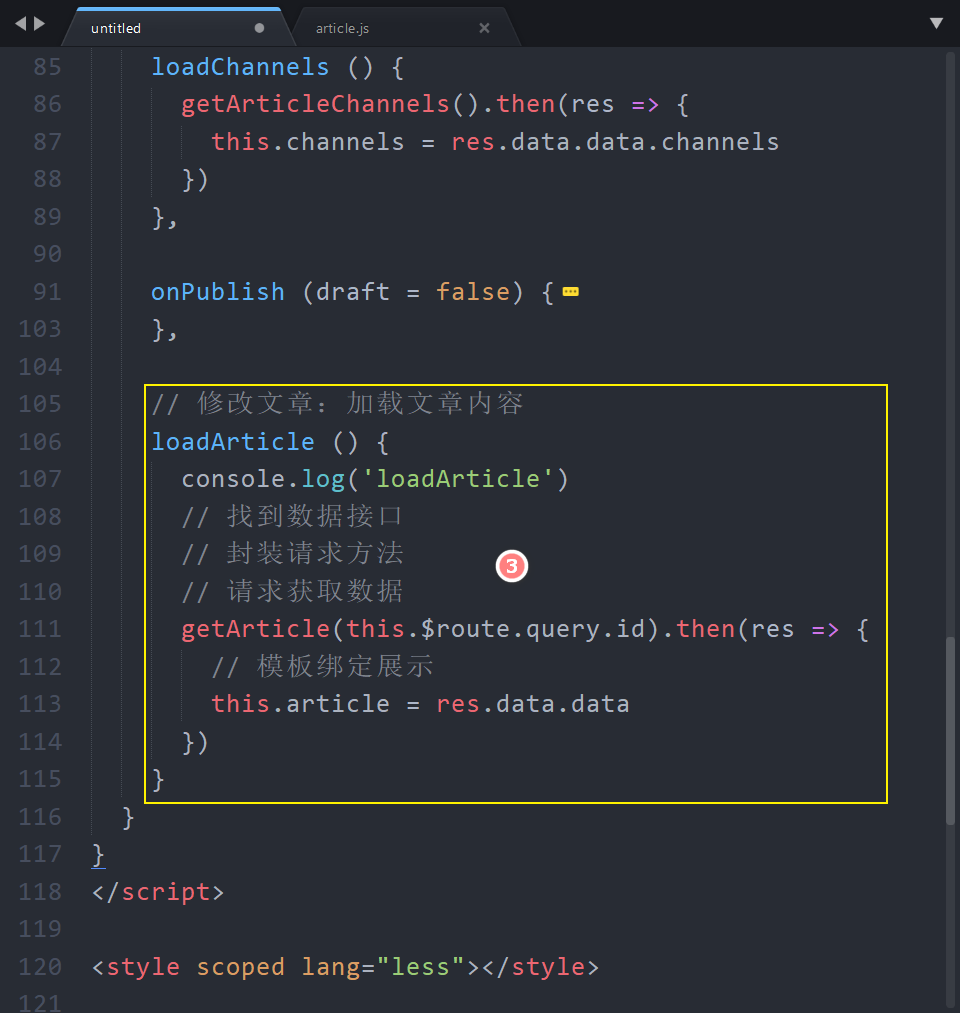 untitled article.js
85 loadChannels () {
86 getArticleChannels().then(res => {
87 this.channels = res.data.data.channels
88 })
89 },
90
91 onPublish (draft = false) {
103 },
104
105 // 修改文章：加载文章内容
106 loadArticle () {
107 console.log('loadArticle')
108 // 找到数据接口
109 // 封装请求方法
3
110 // 请求获取数据
111 getArticle(this.$route.query.id).then(res => {
112 // 模板绑定展示
113 this.article = res.data.data
114 })
115 }
116 }
117 }
118 </script>
119
120 <style scoped lang="less"></style>
121